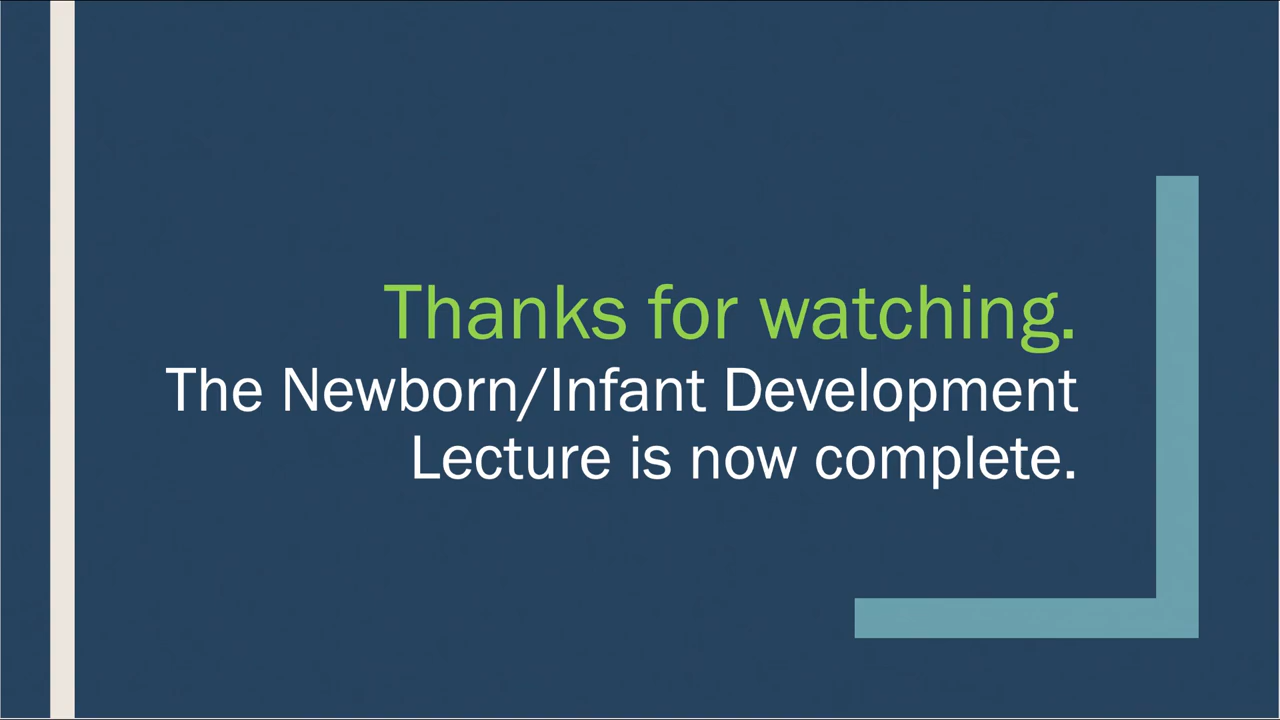 Thanks for watching.
The Newborn/Infant Development
Lecture is now complete.